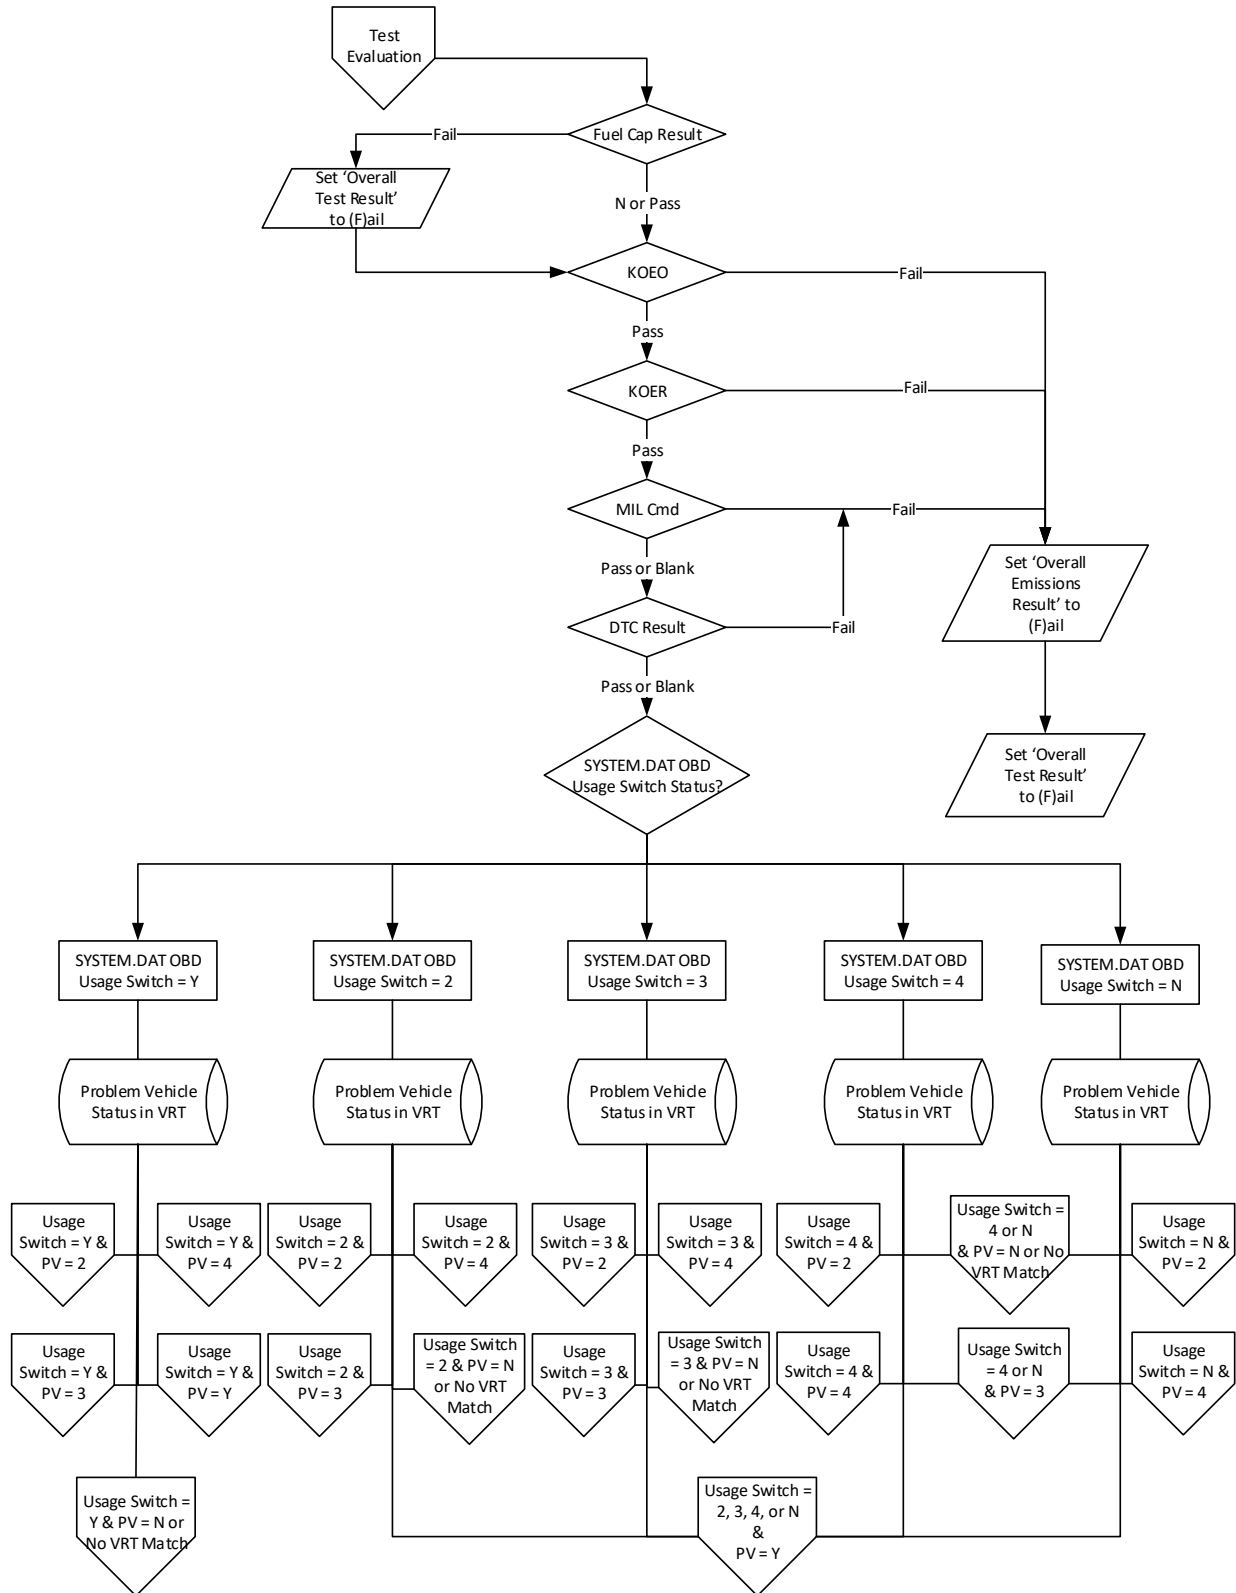 Test
Evaluation
Fuel Cap Result
Fail
Set ‘Overall
Test Result’
to (F)ail
N or Pass
KOEO
Fail
Pass
KOER
Fail
Pass
MIL Cmd
Fail
Pass or Blank
Set ‘Overall
Emissions
Result’ to
(F)ail
DTC Result
Fail
Pass or Blank
SYSTEM.DAT OBD
Usage Switch Status?
Set ‘Overall
Test Result’
to (F)ail
SYSTEM.DAT OBD
Usage Switch = Y
SYSTEM.DAT OBD
Usage Switch = 2
SYSTEM.DAT OBD
Usage Switch = 3
SYSTEM.DAT OBD
Usage Switch = 4
SYSTEM.DAT OBD
Usage Switch = N
Problem Vehicle
Status in VRT
Problem Vehicle
Status in VRT
Problem Vehicle
Status in VRT
Problem Vehicle
Status in VRT
Problem Vehicle
Status in VRT
Usage
Switch = Y &
PV = 2
Usage
Switch = Y &
PV = 4
Usage
Switch = 2 &
PV = 2
Usage
Switch = 2 &
PV = 4
Usage
Switch = 3 &
PV = 2
Usage
Switch = 3 &
PV = 4
Usage
Switch = 4 &
PV = 2
Usage Switch =
4 or N
& PV = N or No
VRT Match
Usage
Switch = N &
PV = 2
Usage
Switch = Y &
PV = 3
Usage
Switch = Y &
PV = Y
Usage
Switch = 2 &
PV = 3
Usage Switch
= 2 & PV = N
or No VRT
Match
Usage
Switch = 3 &
PV = 3
Usage Switch
= 3 & PV = N
or No VRT
Match
Usage
Switch = 4 &
PV = 4
Usage Switch
= 4 or N
& PV = 3
Usage
Switch = N &
PV = 4
Usage Switch =
Y & PV = N or
No VRT Match
Usage Switch =
2, 3, 4, or N
&
PV = Y